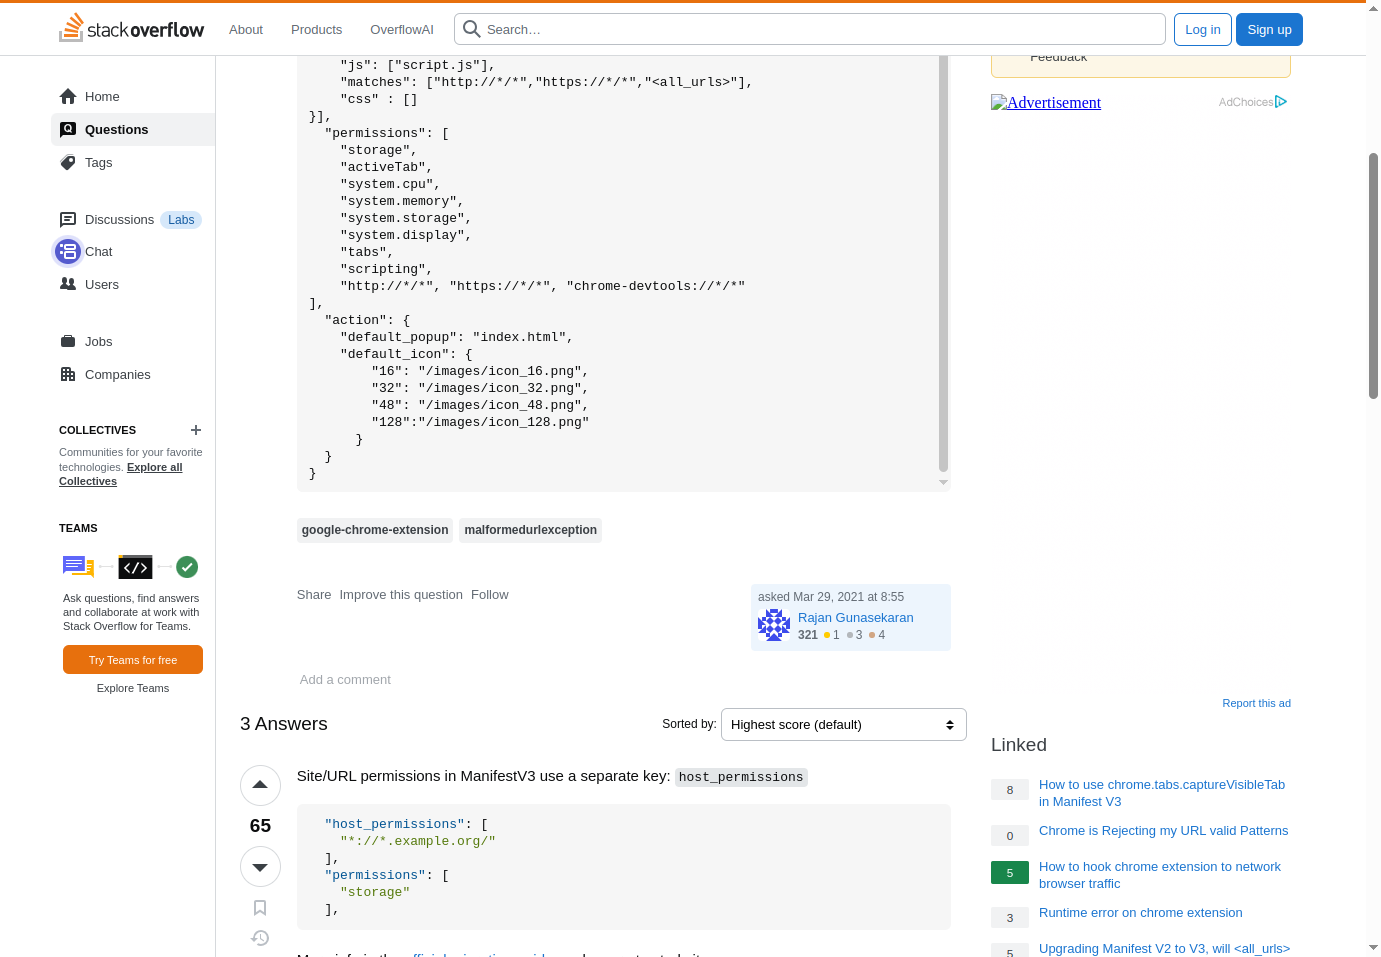 stackoverflow
About
Products
OverflowAI
Search…
Log in
Sign up
Home
Questions
Tags
Discussions Labs
Chat
Users
Jobs
Companies
COLLECTIVES
Communities for your favorite
technologies. Explore all
Collectives
TEAMS
Ask questions, find answers
and collaborate at work with
Stack Overflow for Teams.
Try Teams for free
Explore Teams
"js": ["script.js"],
"matches": ["http://*/*","https://*/*","<all_urls>"],
"css" : []
}],
"permissions": [
"storage",
"activeTab",
"system.cpu",
"system.memory",
"system.storage",
"system.display",
"tabs",
"scripting",
"http://*/*", "https://*/*", "chrome-devtools://*/*"
],
"action": {
"default_popup": "index.html",
"default_icon": {
"16": "/images/icon_16.png",
"32": "/images/icon_32.png",
"48": "/images/icon_48.png",
"128":"/images/icon_128.png"
}
}
}
google-chrome-extension malformedurlexception
Share Improve this question Follow
asked Mar 29, 2021 at 8:55
Rajan Gunasekaran
321 1 3 4
Add a comment
3 Answers
Sorted by: Highest score (default)
65
Site/URL permissions in ManifestV3 use a separate key: host_permissions
"host_permissions": [
"*://*.example.org/"
],
"permissions": [
"storage"
],
Feedback
Advertisement
AdChoices
Report this ad
Linked
8 How to use chrome.tabs.captureVisibleTab
in Manifest V3
0 Chrome is Rejecting my URL valid Patterns
5 How to hook chrome extension to network
browser traffic
3 Runtime error on chrome extension
5 Upgrading Manifest V2 to V3, will <all_urls>